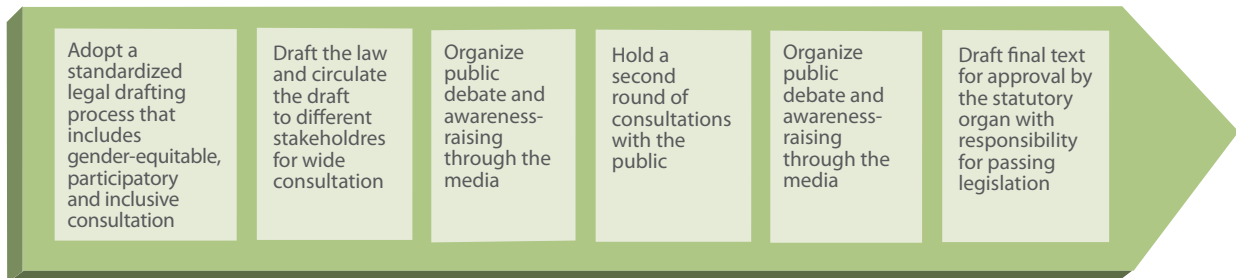 Adopt a
standardized
legal drafting
process that
includes
gender-equitable,
participatory
and inclusive
consultation
Draft the law
and circulate
the draft
to different
stakeholdres
for wide
consultation
Organize
public
debate and
awareness-
raising
through the
media
Hold a
second
round of
consultations
with the
public
Organize
public
debate and
awareness-
raising
through the
media
Draft final text
for approval by
the statutory
organ with
responsibility
for passing
legislation